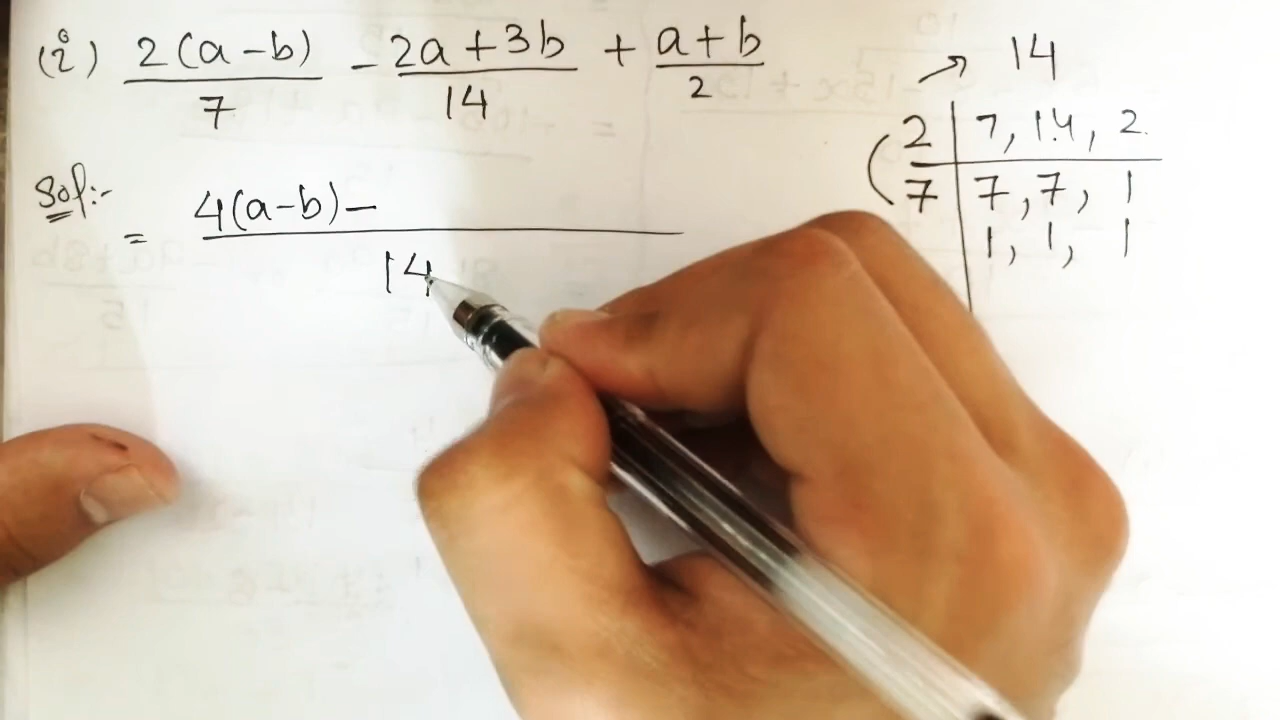 (i) 2(a-b)/7 - 2a+3b/14 + a+b/2
Sol:-
= 4(a-b)- / 14
→ 14
2 | 7, 14, 2
7 | 7, 7, 1
1, 1, 1